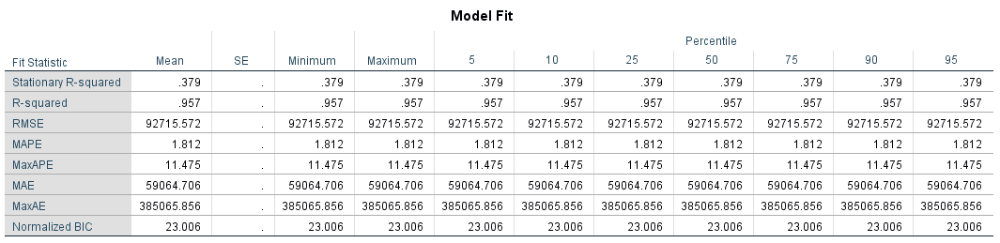 Model Fit
Percentile
Fit Statistic Mean SE Minimum Maximum 5 10 25 50 75 90 95
Stationary R-squared .379 . .379 .379 .379 .379 .379 .379 .379 .379 .379
R-squared .957 . .957 .957 .957 .957 .957 .957 .957 .957 .957
RMSE 92715.572 . 92715.572 92715.572 92715.572 92715.572 92715.572 92715.572 92715.572 92715.572 92715.572
MAPE 1.812 . 1.812 1.812 1.812 1.812 1.812 1.812 1.812 1.812 1.812
MaxAPE 11.475 . 11.475 11.475 11.475 11.475 11.475 11.475 11.475 11.475 11.475
MAE 59064.706 . 59064.706 59064.706 59064.706 59064.706 59064.706 59064.706 59064.706 59064.706 59064.706
MaxAE 385065.856 . 385065.856 385065.856 385065.856 385065.856 385065.856 385065.856 385065.856 385065.856 385065.856
Normalized BIC 23.006 . 23.006 23.006 23.006 23.006 23.006 23.006 23.006 23.006 23.006